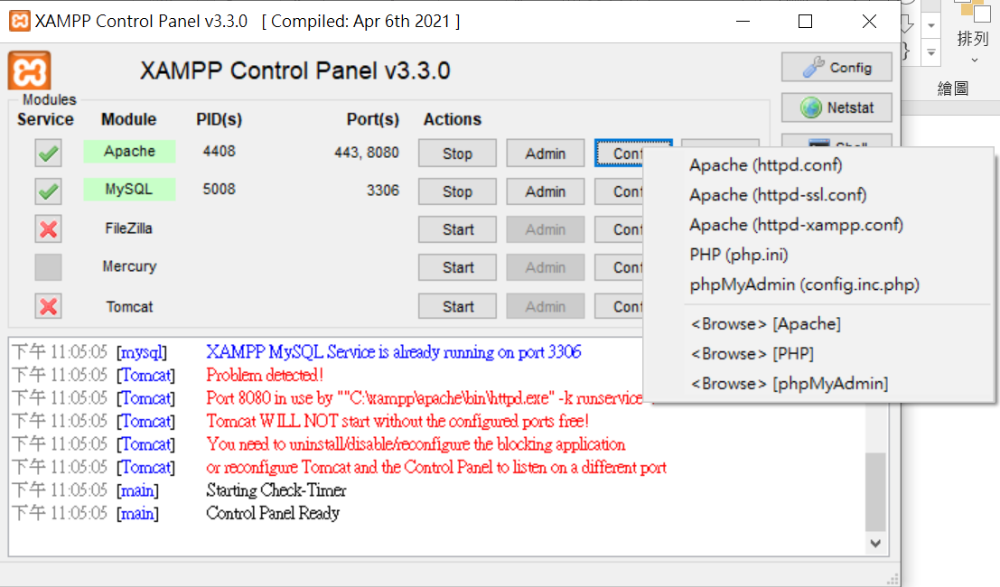 XAMPP Control Panel v3.3.0 [ Compiled: Apr 6th 2021 ]
排列
繪圖
XAMPP Control Panel v3.3.0
Config
Netstat
Shell
Modules
Service Module PID(s) Port(s) Actions
Apache 4408 443, 8080 Stop Admin
MySQL 5008 3306 Stop Admin
FileZilla Start Admin
Mercury Start Admin
Tomcat Start Admin
Apache (httpd.conf)
Apache (httpd-ssl.conf)
Apache (httpd-xampp.conf)
PHP (php.ini)
phpMyAdmin (config.inc.php)
<Browse> [Apache]
<Browse> [PHP]
<Browse> [phpMyAdmin]
下午 11:05:05 [mysql] XAMPP MySQL Service is already running on port 3306
下午 11:05:05 [Tomcat] Problem detected!
下午 11:05:05 [Tomcat] Port 8080 in use by ""C:\xampp\apache\bin\httpd.exe" -k runservice
下午 11:05:05 [Tomcat] Tomcat WILL NOT start without the configured ports free!
下午 11:05:05 [Tomcat] You need to uninstall/disable/reconfigure the blocking application
下午 11:05:05 [Tomcat] or reconfigure Tomcat and the Control Panel to listen on a different port
下午 11:05:05 [main] Starting Check-Timer
下午 11:05:05 [main] Control Panel Ready